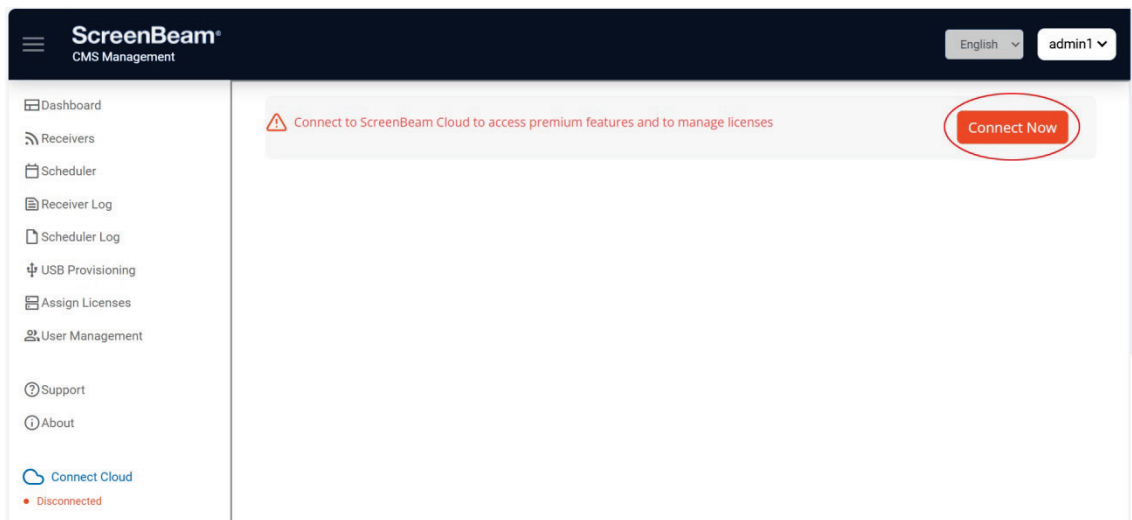 ScreenBeam®
CMS Management
English
admin1
Dashboard
Receivers
Scheduler
Receiver Log
Scheduler Log
USB Provisioning
Assign Licenses
User Management
Support
About
Connect Cloud
Disconnected
Connect to ScreenBeam Cloud to access premium features and to manage licenses
Connect Now